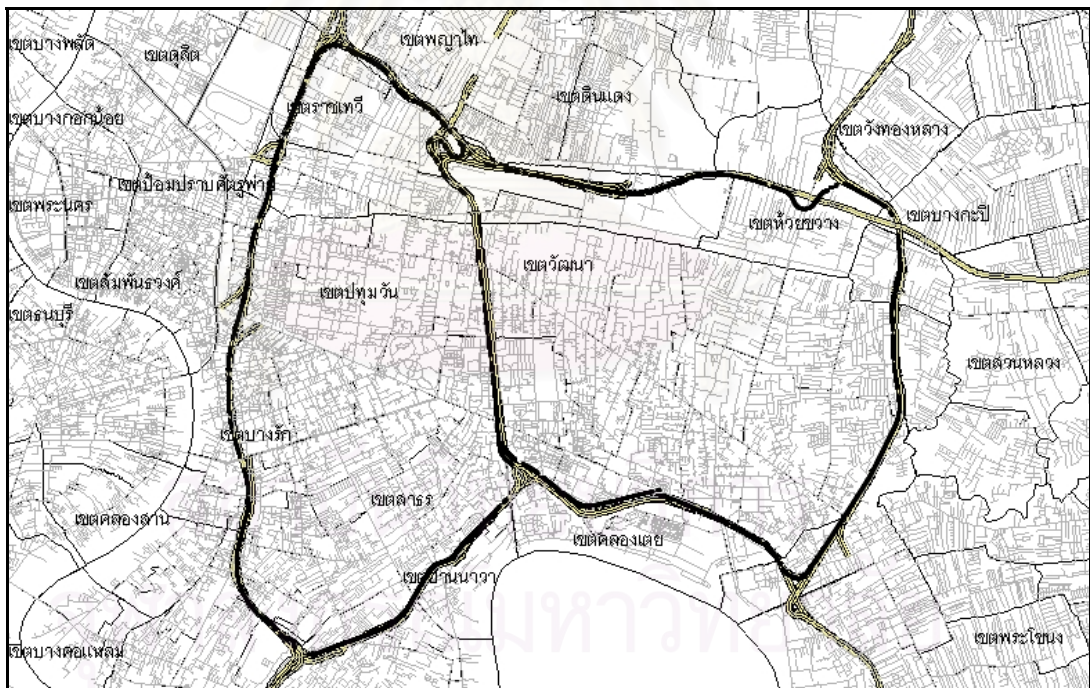 เขตบางพลัด
เขตดุสิต
เขตพญาไท
เขตราชเทวี
เขตดินแดง
เขตบางกอกน้อย
เขตวังทองหลาง
เขตป้อมปราบศัตรูพ่าย
เขตพระนคร
เขตห้วยขวาง
เขตบางกะปิ
เขตสัมพันธวงศ์
เขตปทุมวัน
เขตวัฒนา
เขตธนบุรี
เขตสวนหลวง
เขตบางรัก
เขตสาธร
เขตคลองสาน
เขตคลองเตย
เขตยานนาวา
เขตบางคอแหลม
เขตพระโขนง